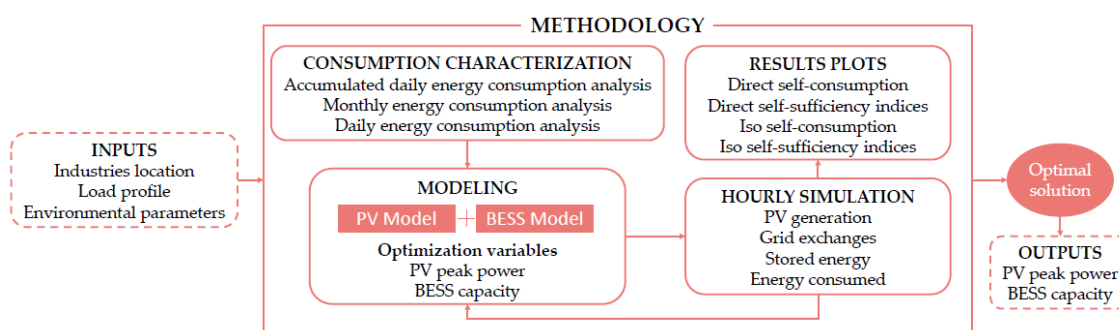 METHODOLOGY
INPUTS
Industries location
Load profile
Environmental parameters
CONSUMPTION CHARACTERIZATION
Accumulated daily energy consumption analysis
Monthly energy consumption analysis
Daily energy consumption analysis
MODELING
PV Model + BESS Model
Optimization variables
PV peak power
BESS capacity
RESULTS PLOTS
Direct self-consumption
Direct self-sufficiency indices
Iso self-consumption
Iso self-sufficiency indices
HOURLY SIMULATION
PV generation
Grid exchanges
Stored energy
Energy consumed
Optimal
solution
OUTPUTS
PV peak power
BESS capacity